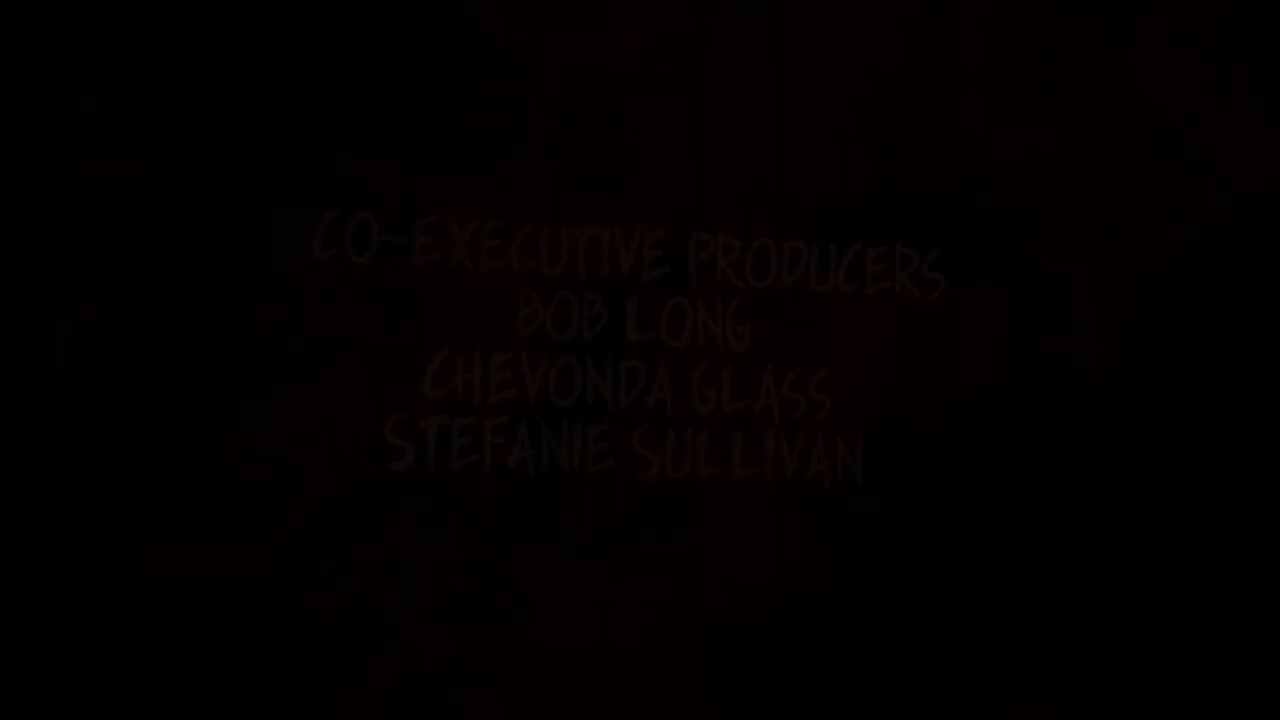 CO-EXECUTIVE PRODUCERS
BOB LONG
CHEVONDA GLASS
STEFANIE SULLIVAN